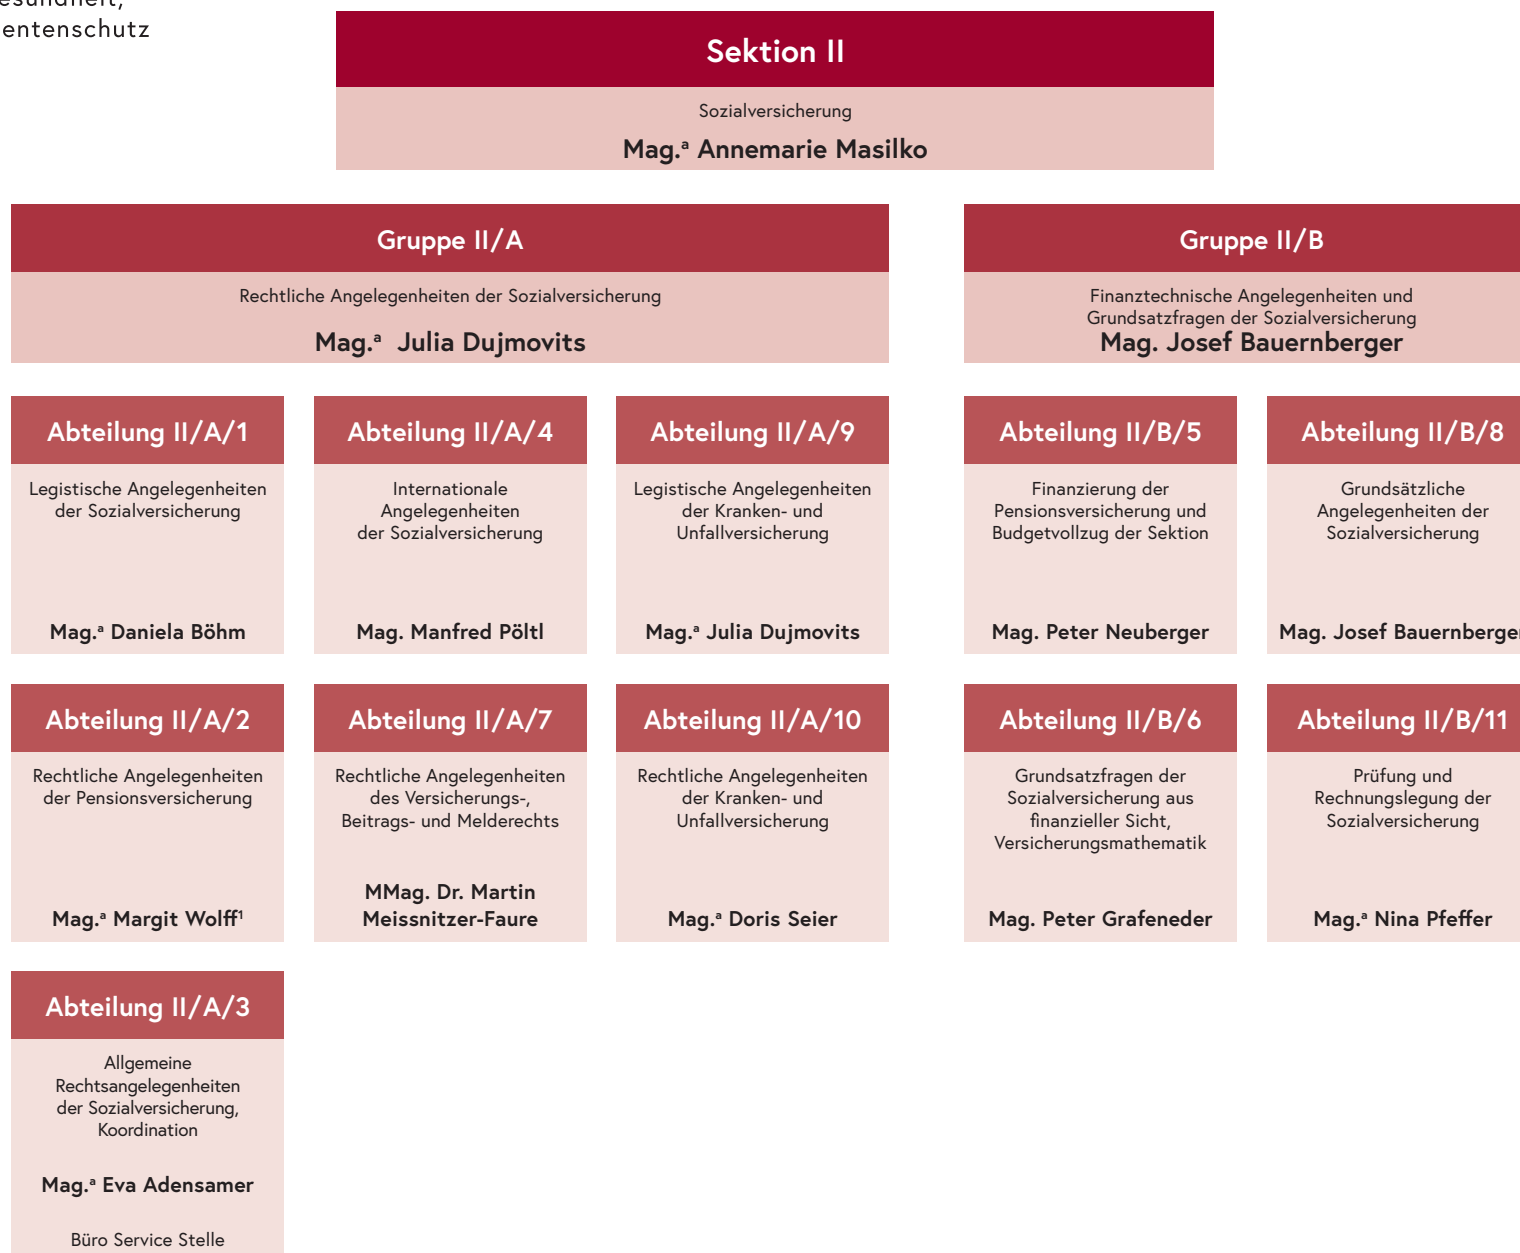 entenschutz
Sektion II
Sozialversicherung
Mag.ª Annemarie Masilko
Gruppe II/A
Rechtliche Angelegenheiten der Sozialversicherung
Mag.ª Julia Dujmovits
Gruppe II/B
Finanztechnische Angelegenheiten und
Grundsatzfragen der Sozialversicherung
Mag. Josef Bauernberger
Abteilung II/A/1
Legistische Angelegenheiten
der Sozialversicherung
Mag.ª Daniela Böhm
Abteilung II/A/4
Internationale
Angelegenheiten
der Sozialversicherung
Mag. Manfred Pöltl
Abteilung II/A/9
Legistische Angelegenheiten
der Kranken- und
Unfallversicherung
Mag.ª Julia Dujmovits
Abteilung II/B/5
Finanzierung der
Pensionsversicherung und
Budgetvollzug der Sektion
Mag. Peter Neuberger
Abteilung II/B/8
Grundsätzliche
Angelegenheiten der
Sozialversicherung
Mag. Josef Bauernberger
Abteilung II/A/2
Rechtliche Angelegenheiten
der Pensionsversicherung
Mag.ª Margit Wolff¹
Abteilung II/A/7
Rechtliche Angelegenheiten
des Versicherungs-,
Beitrags- und Melderechts
MMag. Dr. Martin
Meissnitzer-Faure
Abteilung II/A/10
Rechtliche Angelegenheiten
der Kranken- und
Unfallversicherung
Mag.ª Doris Seier
Abteilung II/B/6
Grundsatzfragen der
Sozialversicherung aus
finanzieller Sicht,
Versicherungsmathematik
Mag. Peter Grafeneder
Abteilung II/B/11
Prüfung und
Rechnungslegung der
Sozialversicherung
Mag.ª Nina Pfeffer
Abteilung II/A/3
Allgemeine
Rechtsangelegenheiten
der Sozialversicherung,
Koordination
Mag.ª Eva Adensamer
Büro Service Stelle